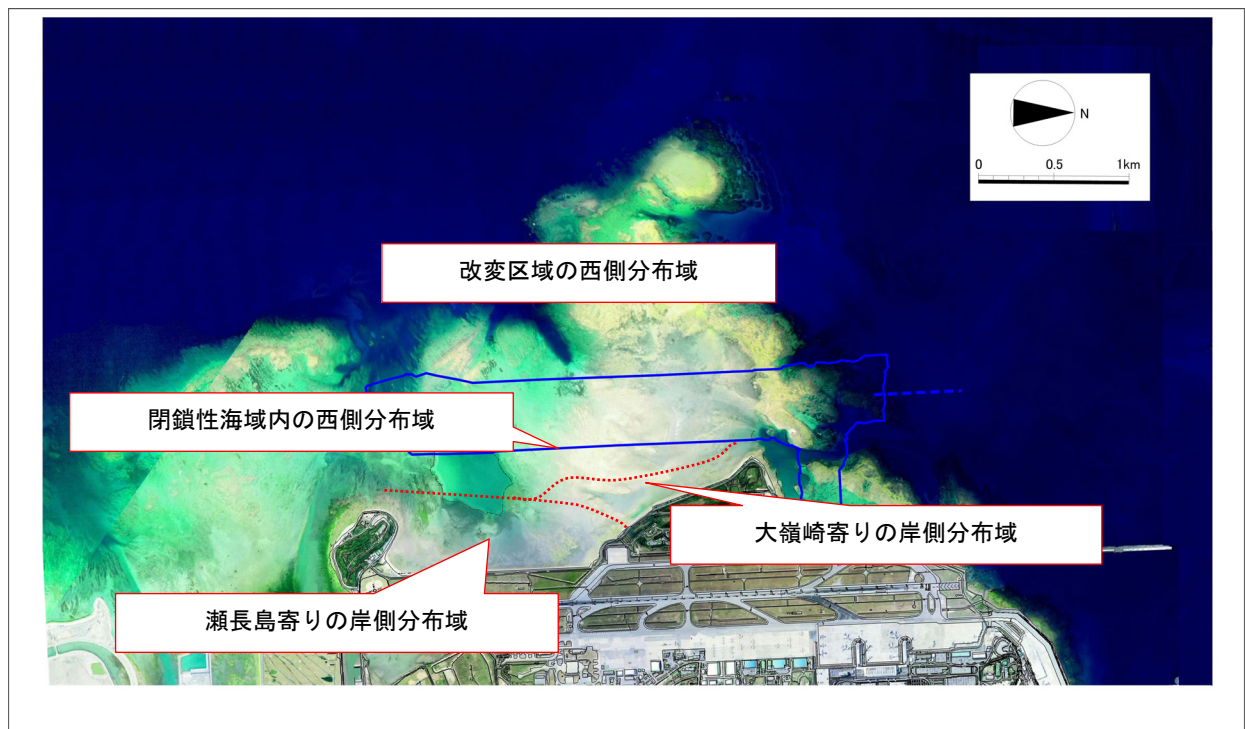 N
0 0.5 1km
改変区域の西側分布域
閉鎖性海域内の西側分布域
大嶺崎寄りの岸側分布域
瀬長島寄りの岸側分布域